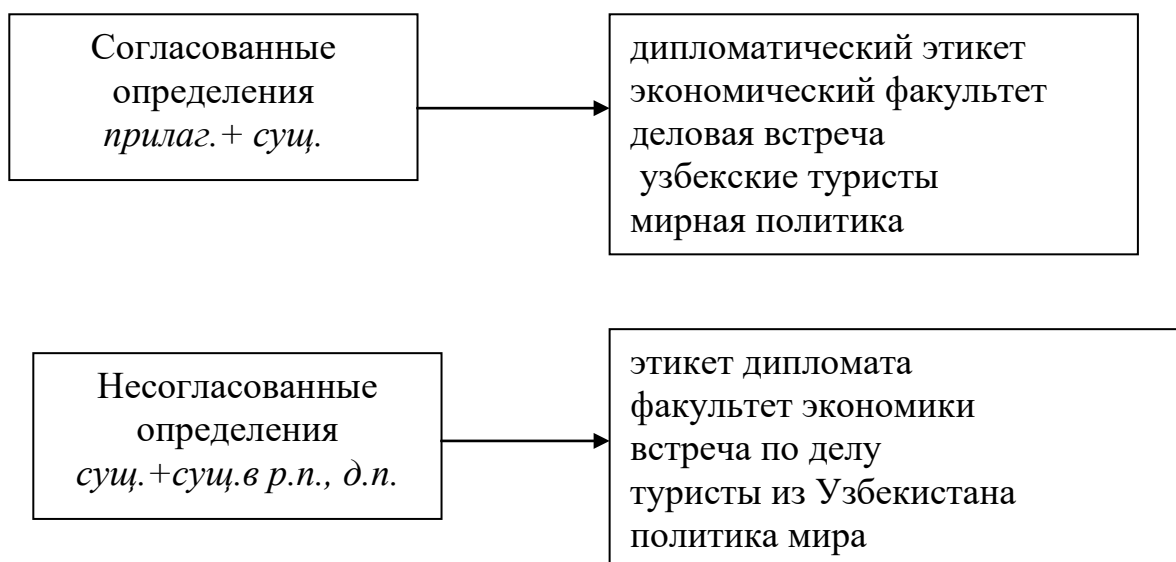 Согласованные
определения
прилаг.+ сущ.
дипломатический этикет
экономический факультет
деловая встреча
узбекские туристы
мирная политика
Несогласованные
определения
сущ.+сущ.в р.п., д.п.
этикет дипломата
факультет экономики
встреча по делу
туристы из Узбекистана
политика мира